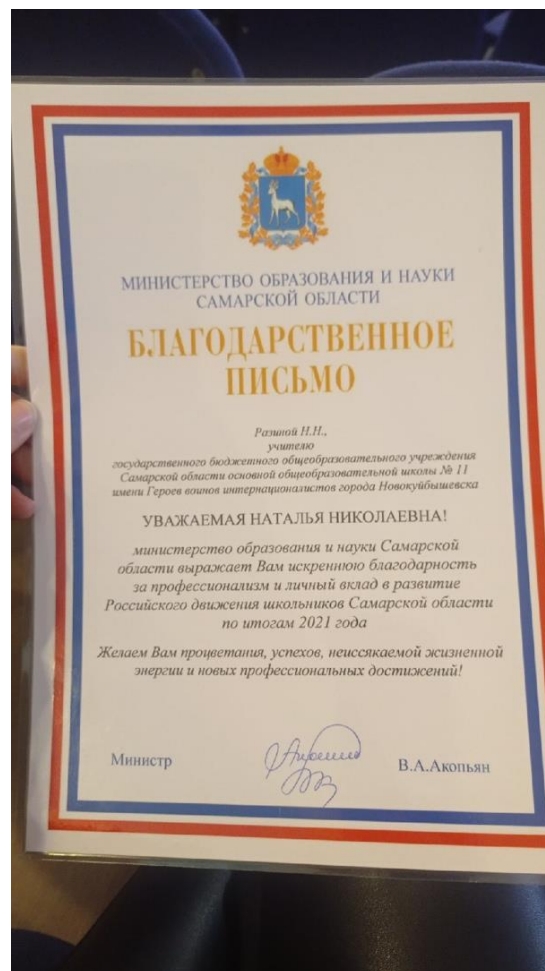 МИНИСТЕРСТВО ОБРАЗОВАНИЯ И НАУКИ
САМАРСКОЙ ОБЛАСТИ
БЛАГОДАРСТВЕННОЕ
ПИСЬМО
Разиной Н.Н.,
учителю
государственного бюджетного общеобразовательного учреждения
Самарской области основной общеобразовательной школы № 11
имени Героев воинов интернационалистов города Новокуйбышевска
УВАЖАЕМАЯ НАТАЛЬЯ НИКОЛАЕВНА!
министерство образования и науки Самарской
области выражает Вам искреннюю благодарность
за профессионализм и личный вклад в развитие
Российского движения школьников Самарской области
по итогам 2021 года
Желаем Вам процветания, успехов, неиссякаемой жизненной
энергии и новых профессиональных достижений!
Министр В.А.Акопьян